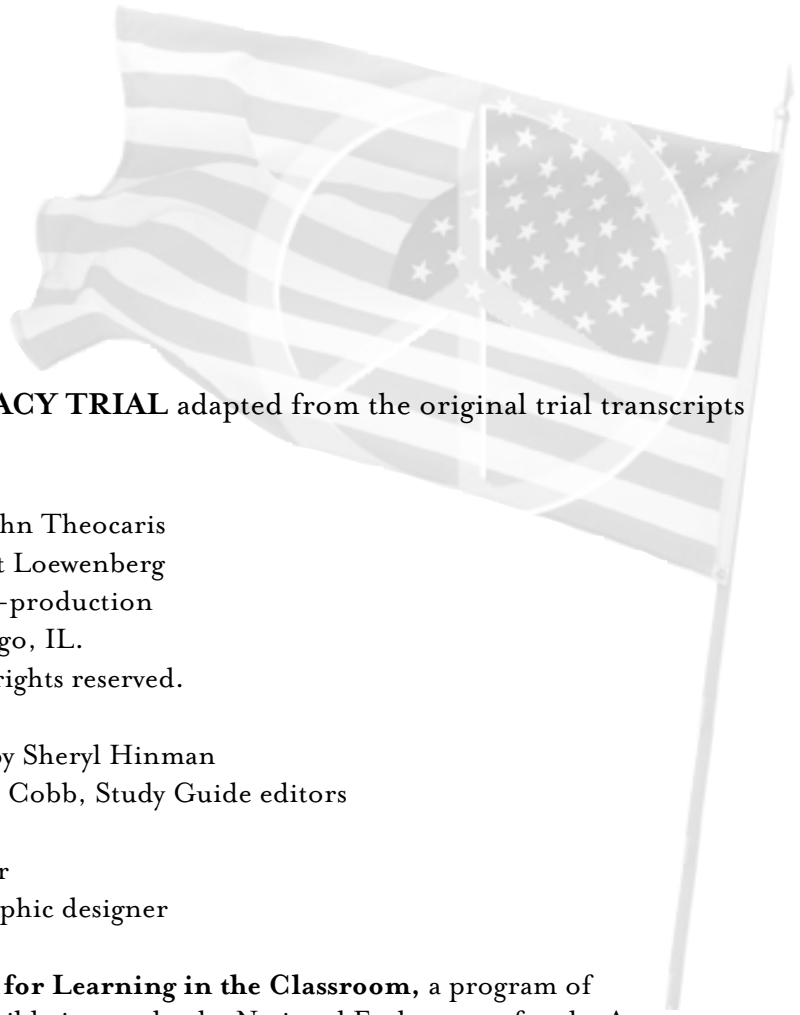 ACY TRIAL adapted from the original trial transcripts
hn Theocaris
t Loewenberg
-production
go, IL.
rights reserved.
by Sheryl Hinman
Cobb, Study Guide editors
r
phic designer
for Learning in the Classroom, a program of